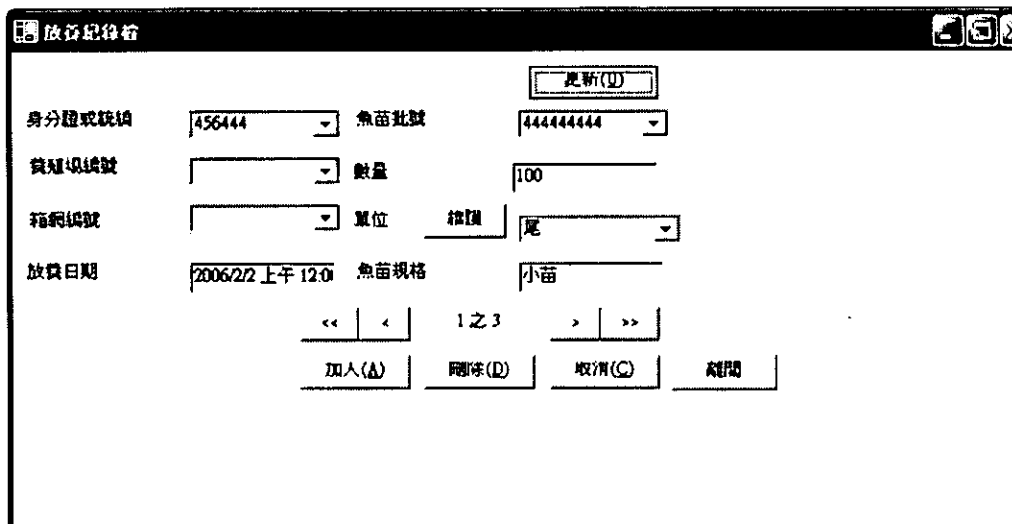 放養紀錄檔
更新(U)
身分證或統編 456444 魚苗批號 444444444
養殖場編號 數量 100
箱網編號 單位 維護 尾
放養日期 2006/2/2 上午 12:00 魚苗規格 小苗
<< < 1 之 3 > >>
加入(A) 刪除(D) 取消(C) 離開